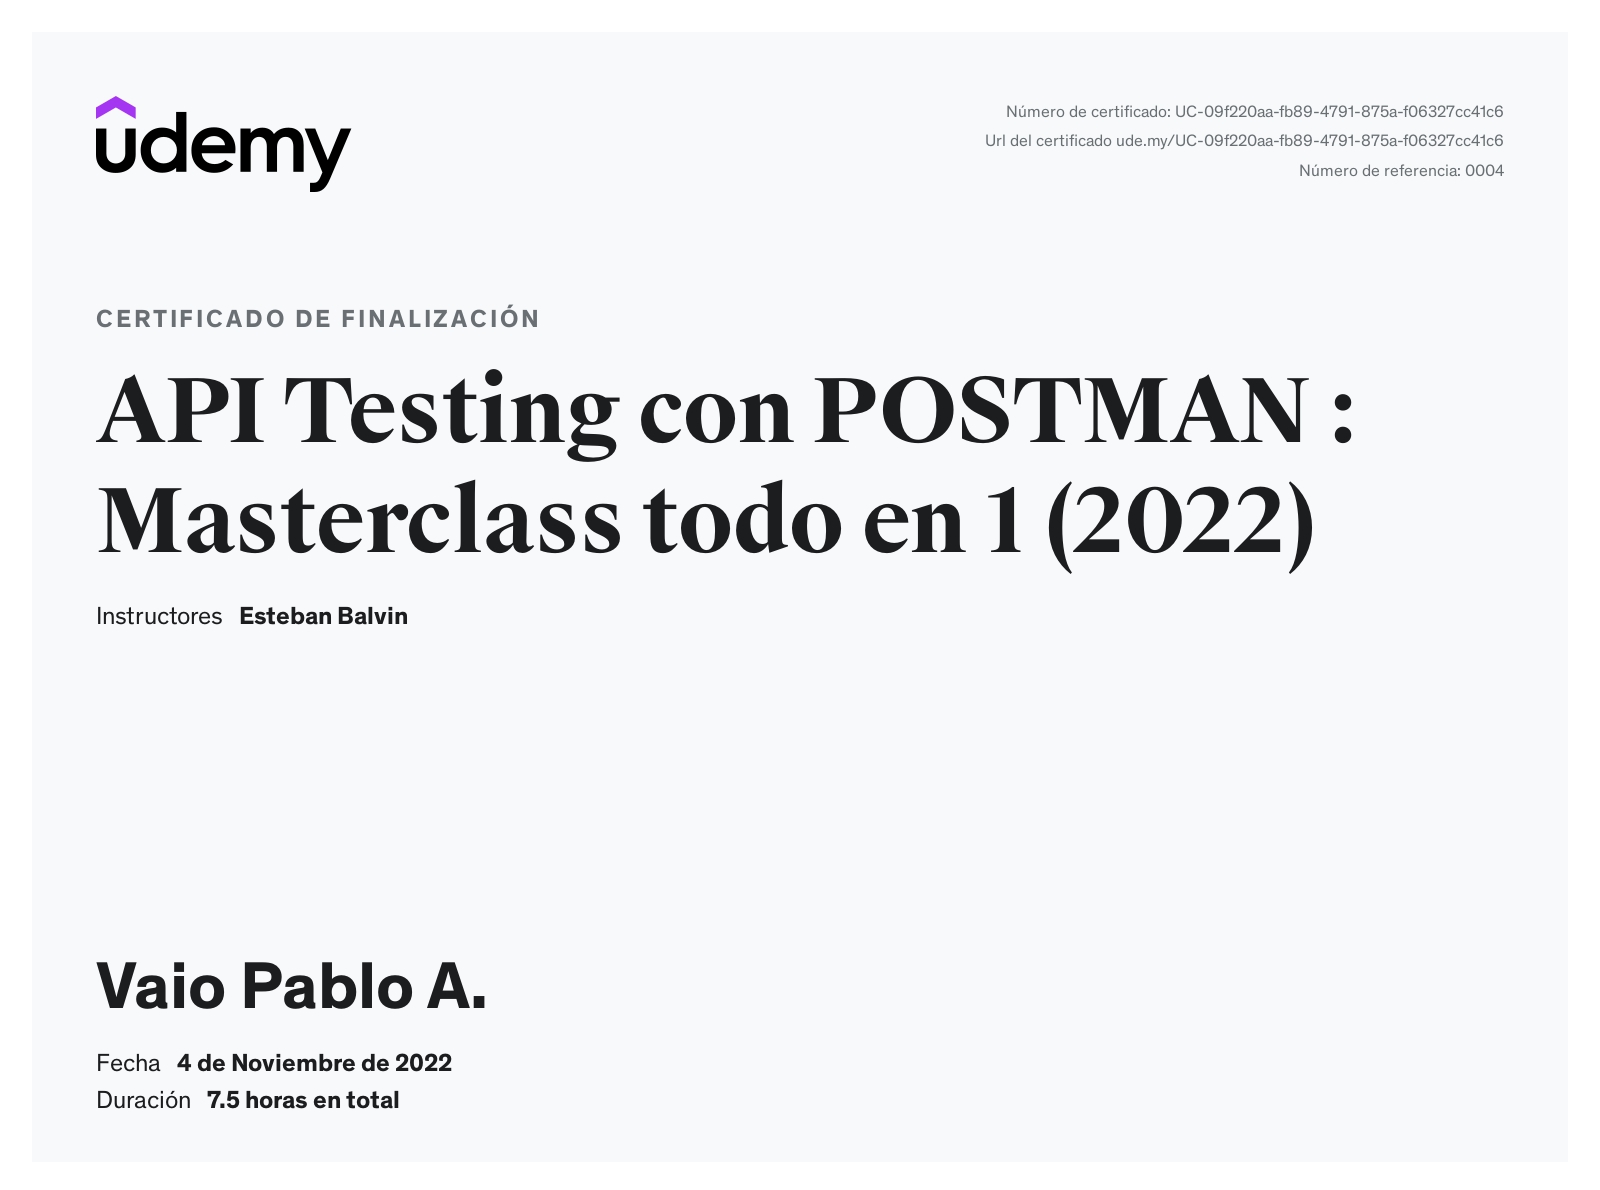 udemy
Número de certificado: UC-09f220aa-fb89-4791-875a-f06327cc41c6
Url del certificado ude.my/UC-09f220aa-fb89-4791-875a-f06327cc41c6
Número de referencia: 0004
CERTIFICADO DE FINALIZACIÓN
API Testing con POSTMAN :
Masterclass todo en 1 (2022)
Instructores Esteban Balvin
Vaio Pablo A.
Fecha 4 de Noviembre de 2022
Duración 7.5 horas en total